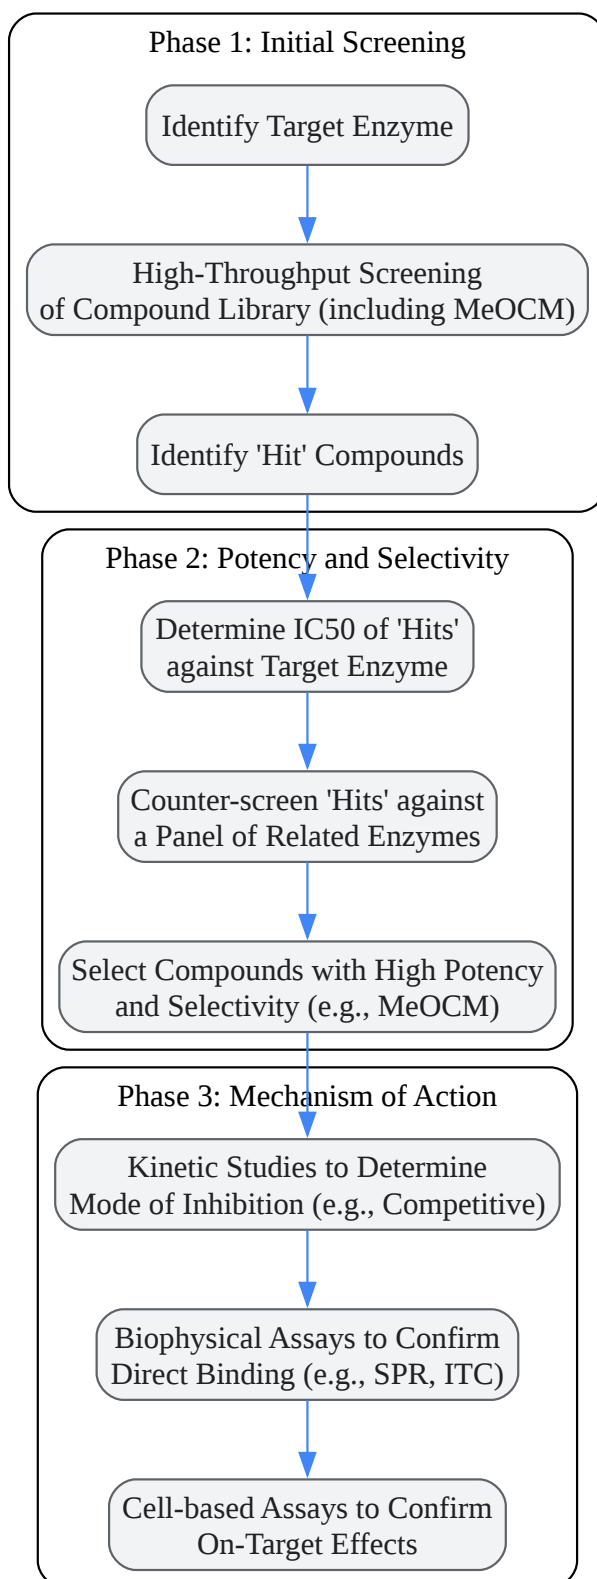 Phase 1: Initial Screening
Identify Target Enzyme
High-Throughput Screening
of Compound Library (including MeOCM)
Identify 'Hit' Compounds
Phase 2: Potency and Selectivity
Determine IC50 of 'Hits'
against Target Enzyme
Counter-screen 'Hits' against
a Panel of Related Enzymes
Select Compounds with High Potency
and Selectivity (e.g., MeOCM)
Phase 3: Mechanism of Action
Kinetic Studies to Determine
Mode of Inhibition (e.g., Competitive)
Biophysical Assays to Confirm
Direct Binding (e.g., SPR, ITC)
Cell-based Assays to Confirm
On-Target Effects